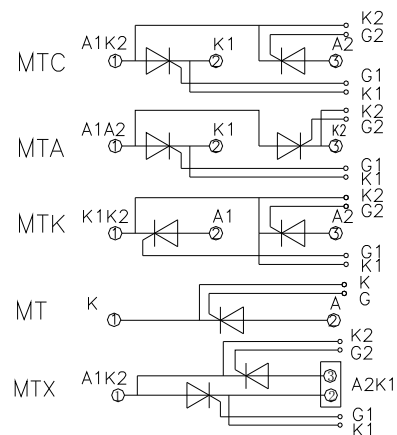 K2
A1K2 K1 A2 G2
MTC 1 2 3
G1
K1
K2
A1A2 K1 K2 G2
MTA 1 2 3
G1
K1
K2
K1K2 A1 A2 G2
MTK 1 2 3
G1
K1
K
K A G
MT 1 2
K2
G2
A1K2 3 A2K1
MTX 1 2
G1
K1